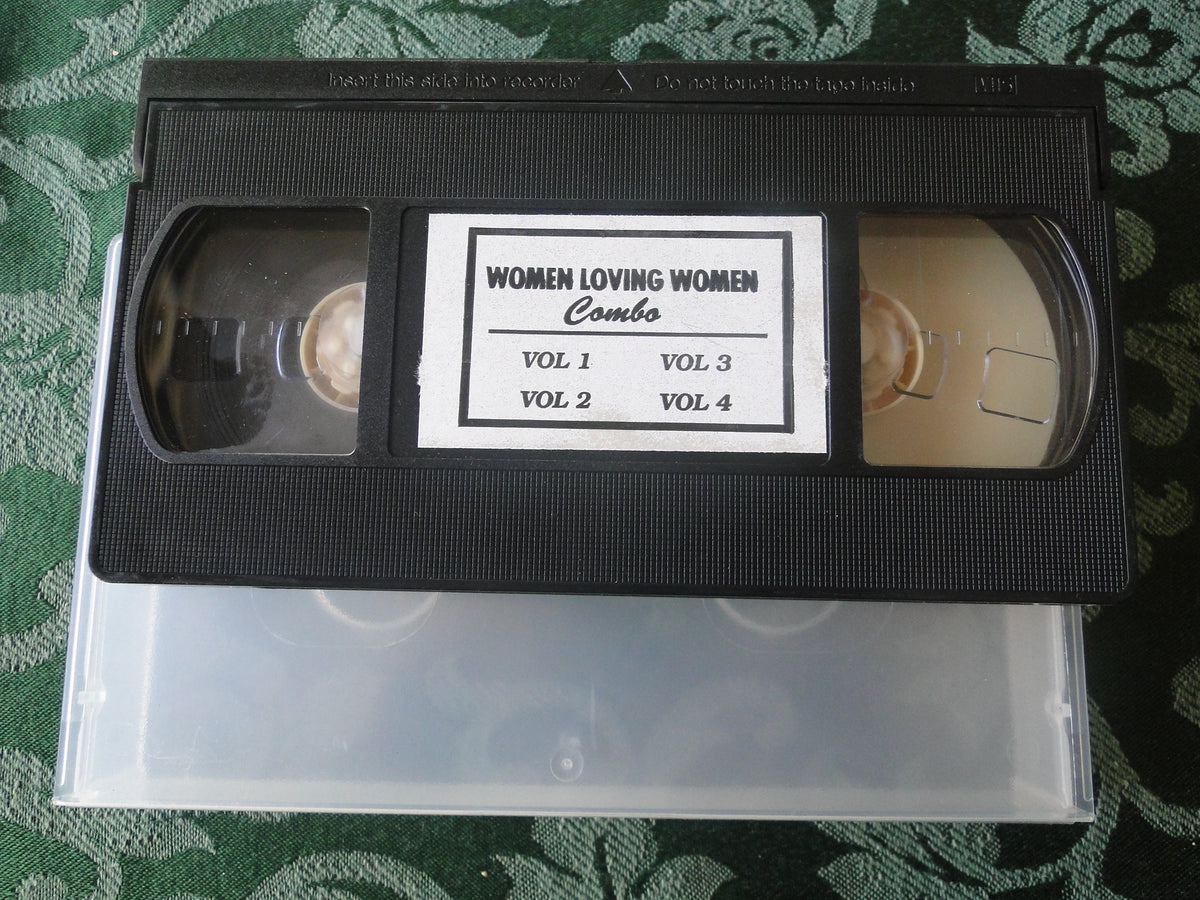 Insert this side into recorder Do not touch the tape inside VHS
WOMEN LOVING WOMEN
Combo
VOL 1 VOL 3
VOL 2 VOL 4